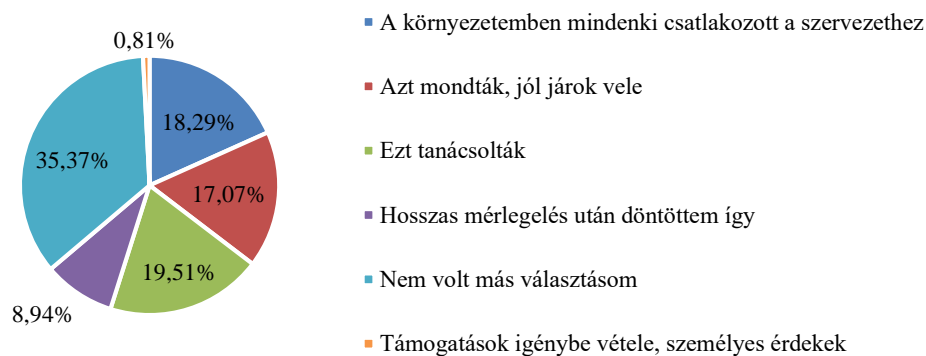 0,81%
18,29%
17,07%
19,51%
8,94%
35,37%
A környezetemben mindenki csatlakozott a szervezethez
Azt mondták, jól járok vele
Ezt tanácsolták
Hosszas mérlegelés után döntöttem így
Nem volt más választásom
Támogatások igénybe vétele, személyes érdekek